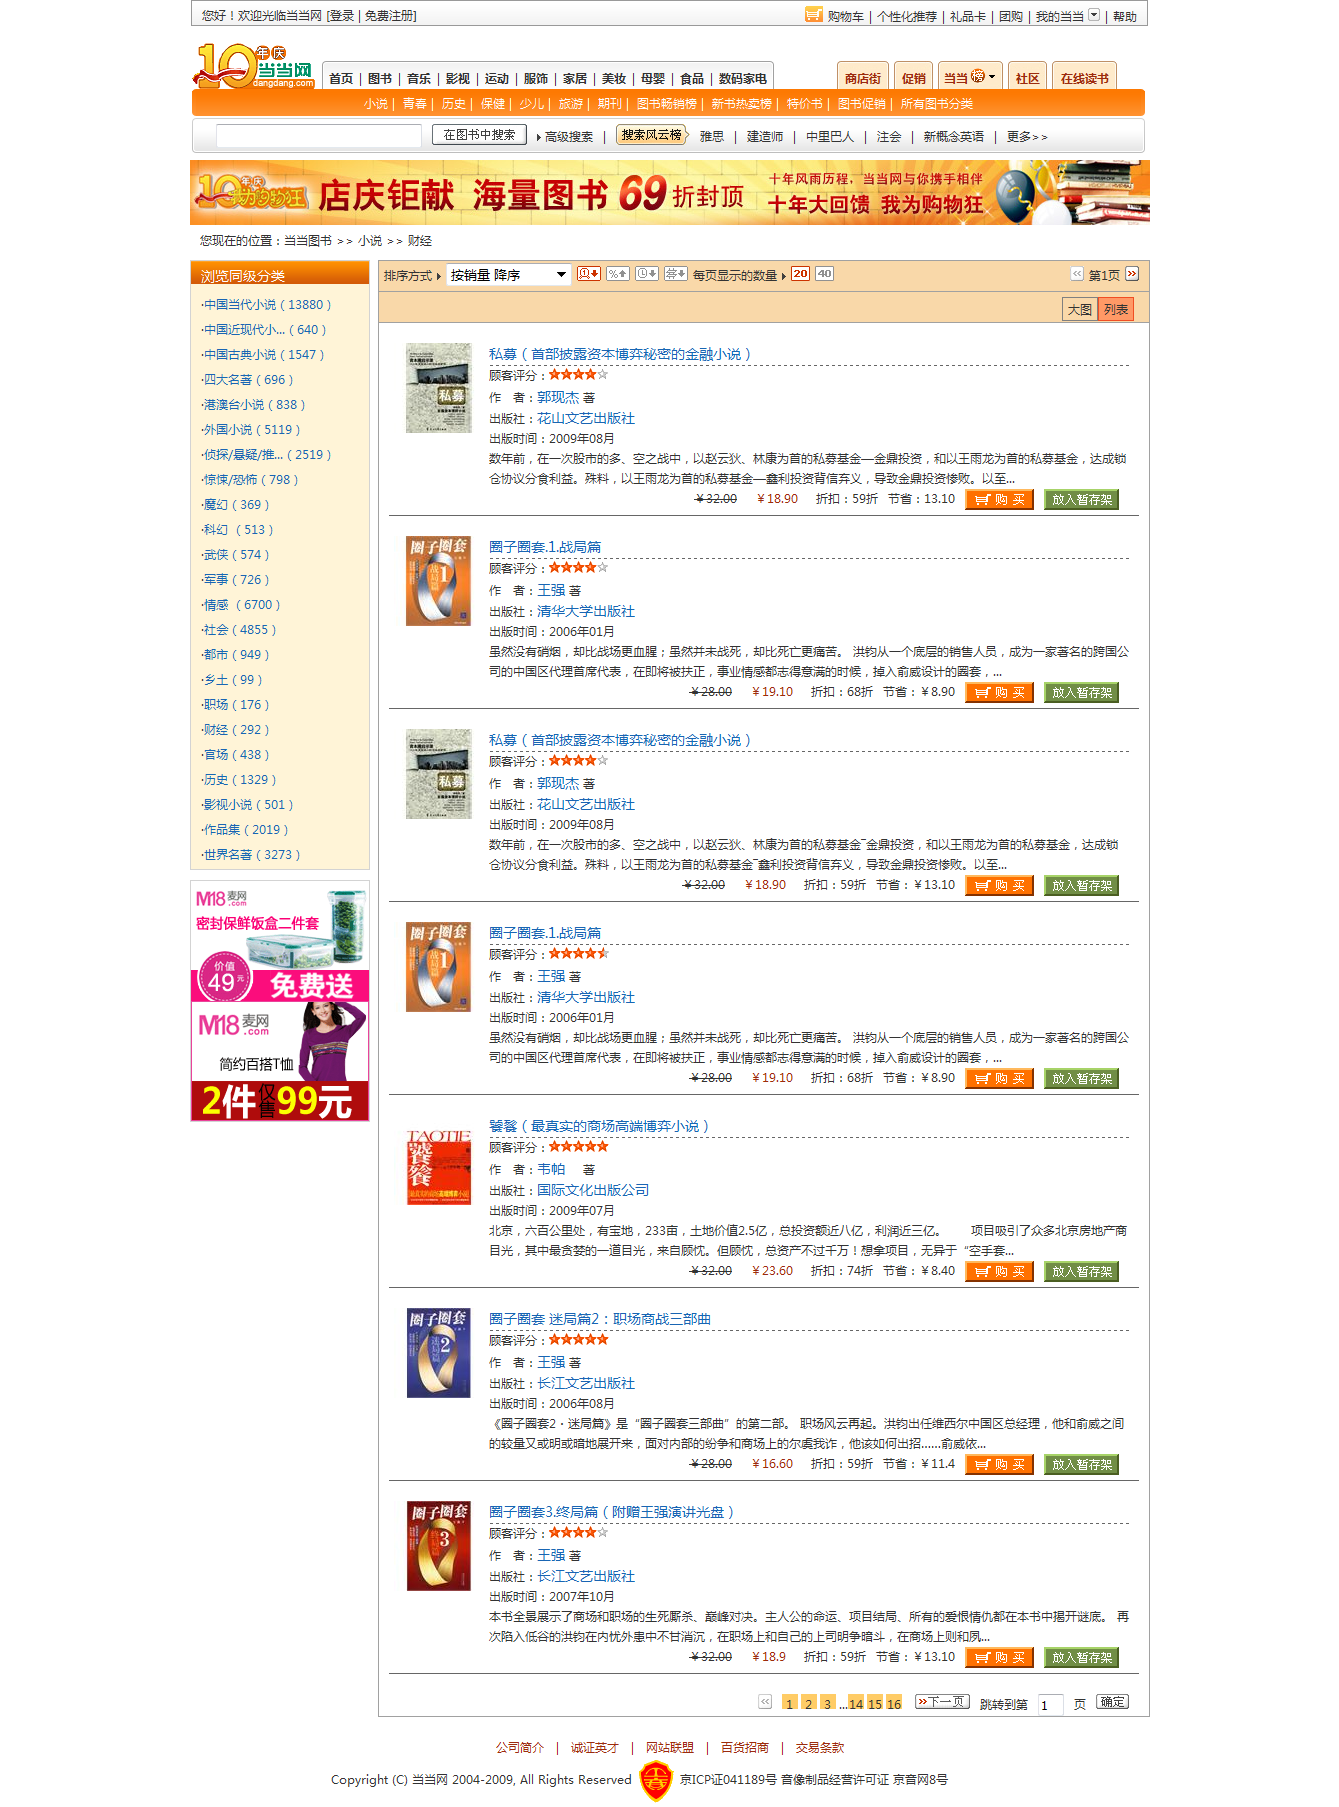 您好！欢迎光临当当网 [登录 | 免费注册]
购物车 | 个性化推荐 | 礼品卡 | 团购 | 我的当当 | 帮助
10年庆 当当网 dangdang.com
首页 | 图书 | 音乐 | 影视 | 运动 | 服饰 | 家居 | 美妆 | 母婴 | 食品 | 数码家电
商店街 促销 当当榜 社区 在线读书
小说 | 青春 | 历史 | 保健 | 少儿 | 旅游 | 期刊 | 图书畅销榜 | 新书热卖榜 | 特价书 | 图书促销 | 所有图书分类
在图书中搜索 高级搜索 | 搜索风云榜 雅思 | 建造师 | 中里巴人 | 注会 | 新概念英语 | 更多>>
10年庆 店庆钜献 海量图书 69折封顶
十年风雨历程，当当网与你携手相伴
十年大回馈 我为购物狂
您现在的位置：当当图书 >> 小说 >> 财经
浏览同级分类
·中国当代小说（13880）
·中国近现代小...（640）
·中国古典小说（1547）
·四大名著（696）
·港澳台小说（838）
·外国小说（5119）
·侦探/悬疑/推...（2519）
·惊悚/恐怖（798）
·魔幻（369）
·科幻 （513）
·武侠（574）
·军事（726）
·情感 （6700）
·社会（4855）
·都市（949）
·乡土（99）
·职场（176）
·财经（292）
·官场（438）
·历史（1329）
·影视小说（501）
·作品集（2019）
·世界名著（3273）
M18麦网.com
密封保鲜饭盒二件套
价值49元 免费送
M18麦网.com
简约百搭T恤
2件仅售99元
排序方式 按销量 降序 每页显示的数量 20 40 第1页
大图 列表
私募（首部披露资本博弈秘密的金融小说）
顾客评分：
作　者：郭现杰 著
出版社：花山文艺出版社
出版时间：2009年08月
数年前，在一次股市的多、空之战中，以赵云狄、林康为首的私募基金—金鼎投资，和以王雨龙为首的私募基金，达成锁
仓协议分食利益。殊料，以王雨龙为首的私募基金—鑫利投资背信弃义，导致金鼎投资惨败。以至...
￥32.00 ￥18.90 折扣：59折 节省：13.10 购 买 放入暂存架
圈子圈套.1.战局篇
顾客评分：
作　者：王强 著
出版社：清华大学出版社
出版时间：2006年01月
虽然没有硝烟，却比战场更血腥；虽然并未战死，却比死亡更痛苦。 洪钧从一个底层的销售人员，成为一家著名的跨国公
司的中国区代理首席代表，在即将被扶正，事业情感都志得意满的时候，掉入俞威设计的圈套，...
￥28.00 ￥19.10 折扣：68折 节省：￥8.90 购 买 放入暂存架
私募（首部披露资本博弈秘密的金融小说）
顾客评分：
作　者：郭现杰 著
出版社：花山文艺出版社
出版时间：2009年08月
数年前，在一次股市的多、空之战中，以赵云狄、林康为首的私募基金¯金鼎投资，和以王雨龙为首的私募基金，达成锁
仓协议分食利益。殊料，以王雨龙为首的私募基金¯鑫利投资背信弃义，导致金鼎投资惨败。以至...
￥32.00 ￥18.90 折扣：59折 节省：￥13.10 购 买 放入暂存架
圈子圈套.1.战局篇
顾客评分：
作　者：王强 著
出版社：清华大学出版社
出版时间：2006年01月
虽然没有硝烟，却比战场更血腥；虽然并未战死，却比死亡更痛苦。 洪钧从一个底层的销售人员，成为一家著名的跨国公
司的中国区代理首席代表，在即将被扶正，事业情感都志得意满的时候，掉入俞威设计的圈套，...
￥28.00 ￥19.10 折扣：68折 节省：￥8.90 购 买 放入暂存架
饕餮（最真实的商场高端博弈小说）
顾客评分：
作　者：韦帕 著
出版社：国际文化出版公司
出版时间：2009年07月
北京，六百公里处，有宝地，233亩，土地价值2.5亿，总投资额近八亿，利润近三亿。　　项目吸引了众多北京房地产商
目光，其中最贪婪的一道目光，来自顾忱。但顾忱，总资产不过千万！想拿项目，无异于“空手套...
￥32.00 ￥23.60 折扣：74折 节省：￥8.40 购 买 放入暂存架
圈子圈套 迷局篇2：职场商战三部曲
顾客评分：
作　者：王强 著
出版社：长江文艺出版社
出版时间：2006年08月
《圈子圈套2·迷局篇》是“圈子圈套三部曲”的第二部。 职场风云再起。洪钧出任维西尔中国区总经理，他和俞威之间
的较量又或明或暗地展开来，面对内部的纷争和商场上的尔虞我诈，他该如何出招……俞威依...
￥28.00 ￥16.60 折扣：59折 节省：￥11.4 购 买 放入暂存架
圈子圈套3.终局篇（附赠王强演讲光盘）
顾客评分：
作　者：王强 著
出版社：长江文艺出版社
出版时间：2007年10月
本书全景展示了商场和职场的生死厮杀、巅峰对决。主人公的命运、项目结局、所有的爱恨情仇都在本书中揭开谜底。 再
次陷入低谷的洪钧在内忧外患中不甘消沉，在职场上和自己的上司明争暗斗，在商场上则和夙...
￥32.00 ￥18.9 折扣：59折 节省：￥13.10 购 买 放入暂存架
1 2 3 ...14 15 16 下一页 跳转到第 1 页 确定
公司简介 | 诚证英才 | 网站联盟 | 百货招商 | 交易条款
Copyright (C) 当当网 2004-2009, All Rights Reserved 京ICP证041189号 音像制品经营许可证 京音网8号